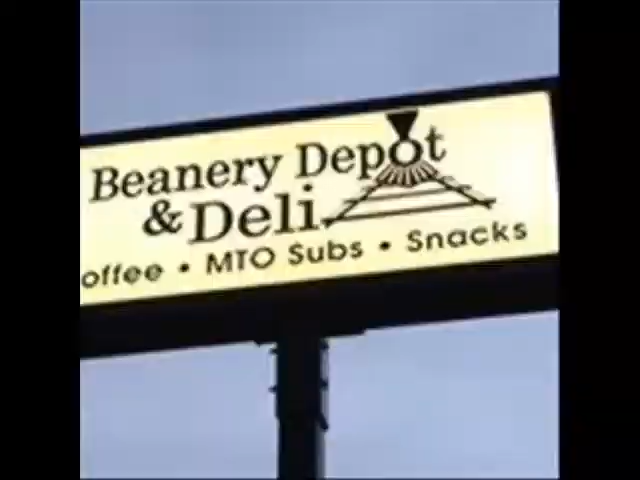 Beanery Depot
& Deli
offee • MTO Subs • Snacks